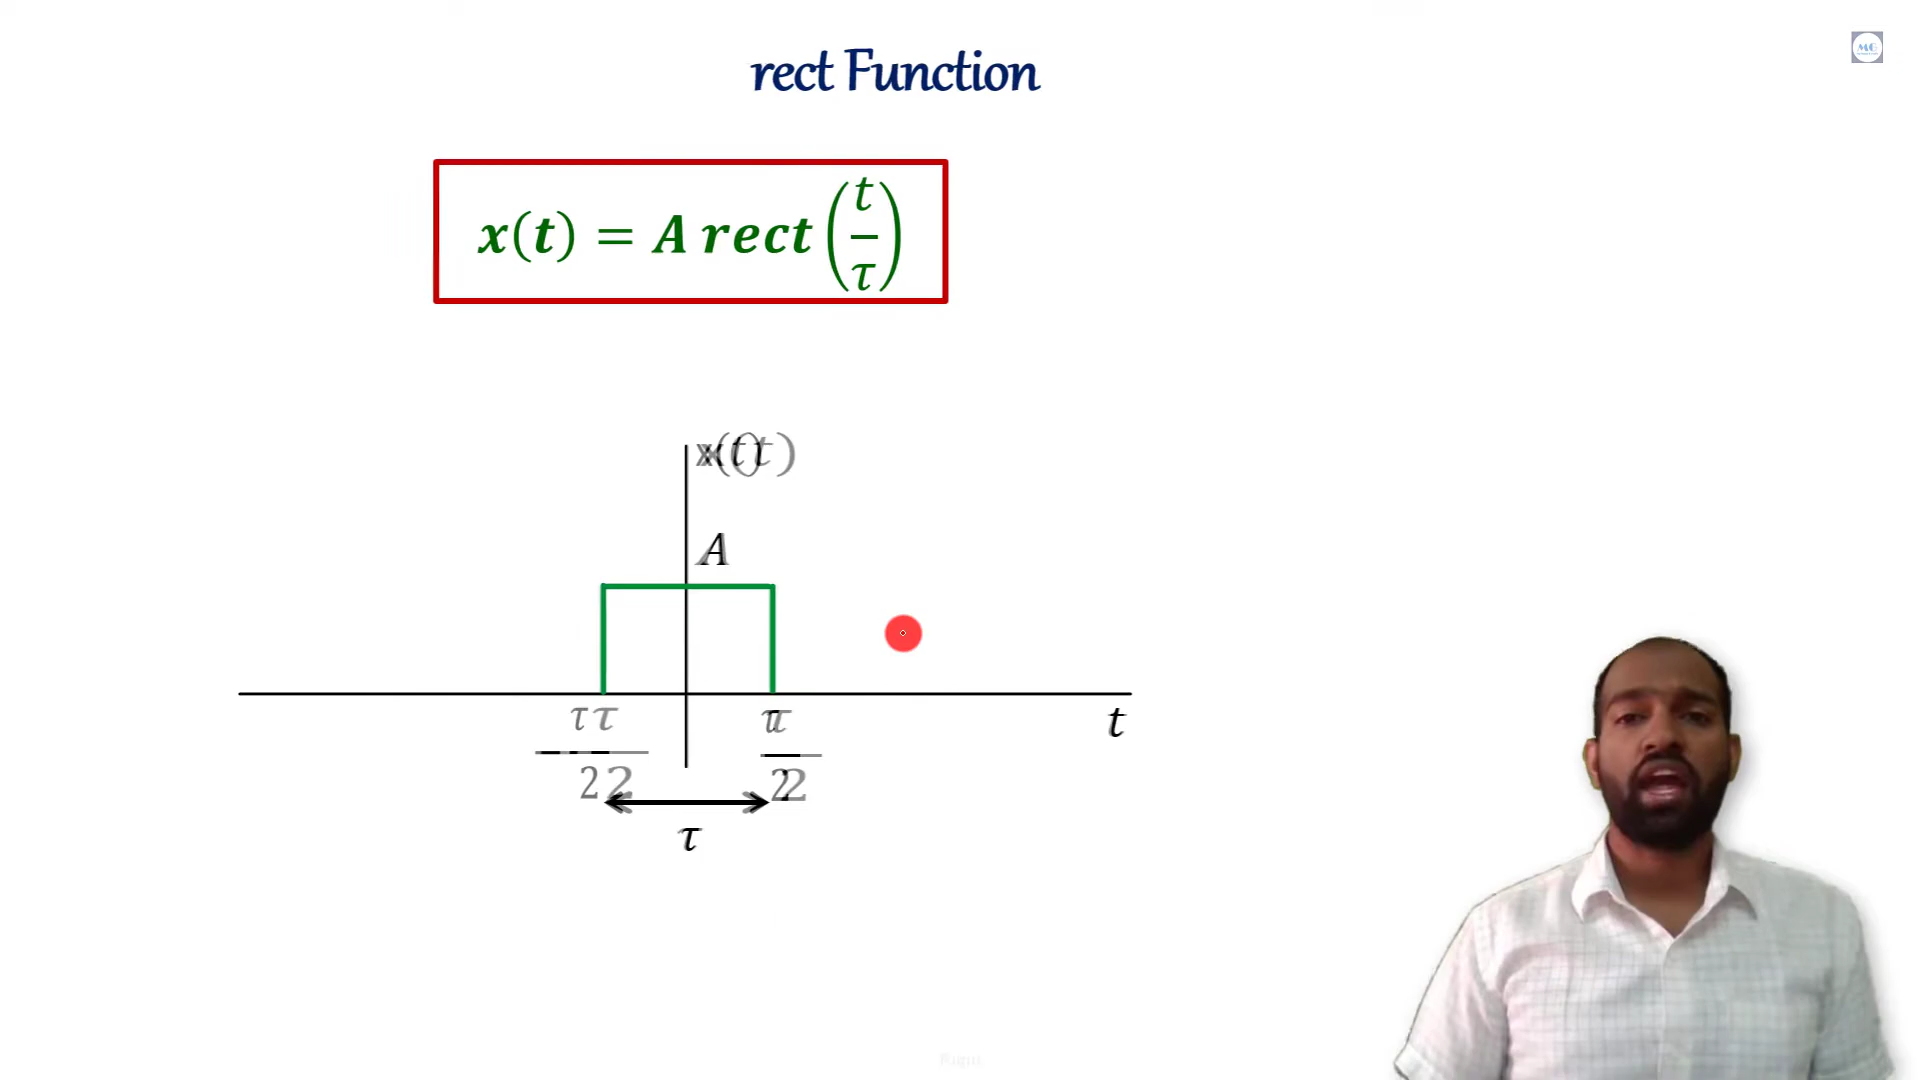 rect Function
x(t) = A rect(t/τ)
x(t)
A
-τ/2
τ/2
t
τ